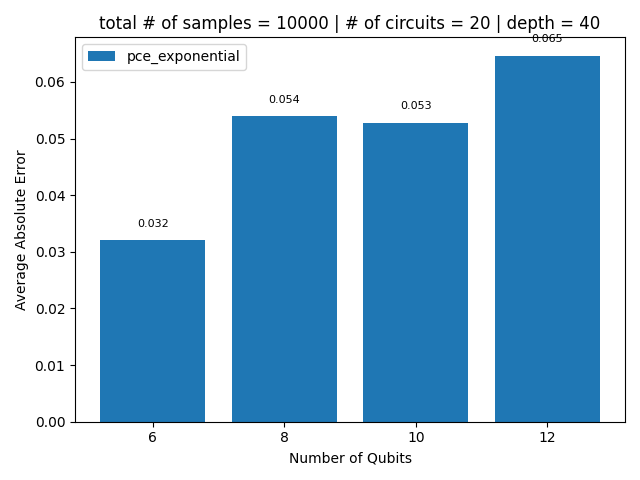 total # of samples = 10000 | # of circuits = 20 | depth = 40
pce_exponential
0.032
0.054
0.053
0.065
0.06
0.05
0.04
0.03
0.02
0.01
0.00
Average Absolute Error
6 8 10 12
Number of Qubits